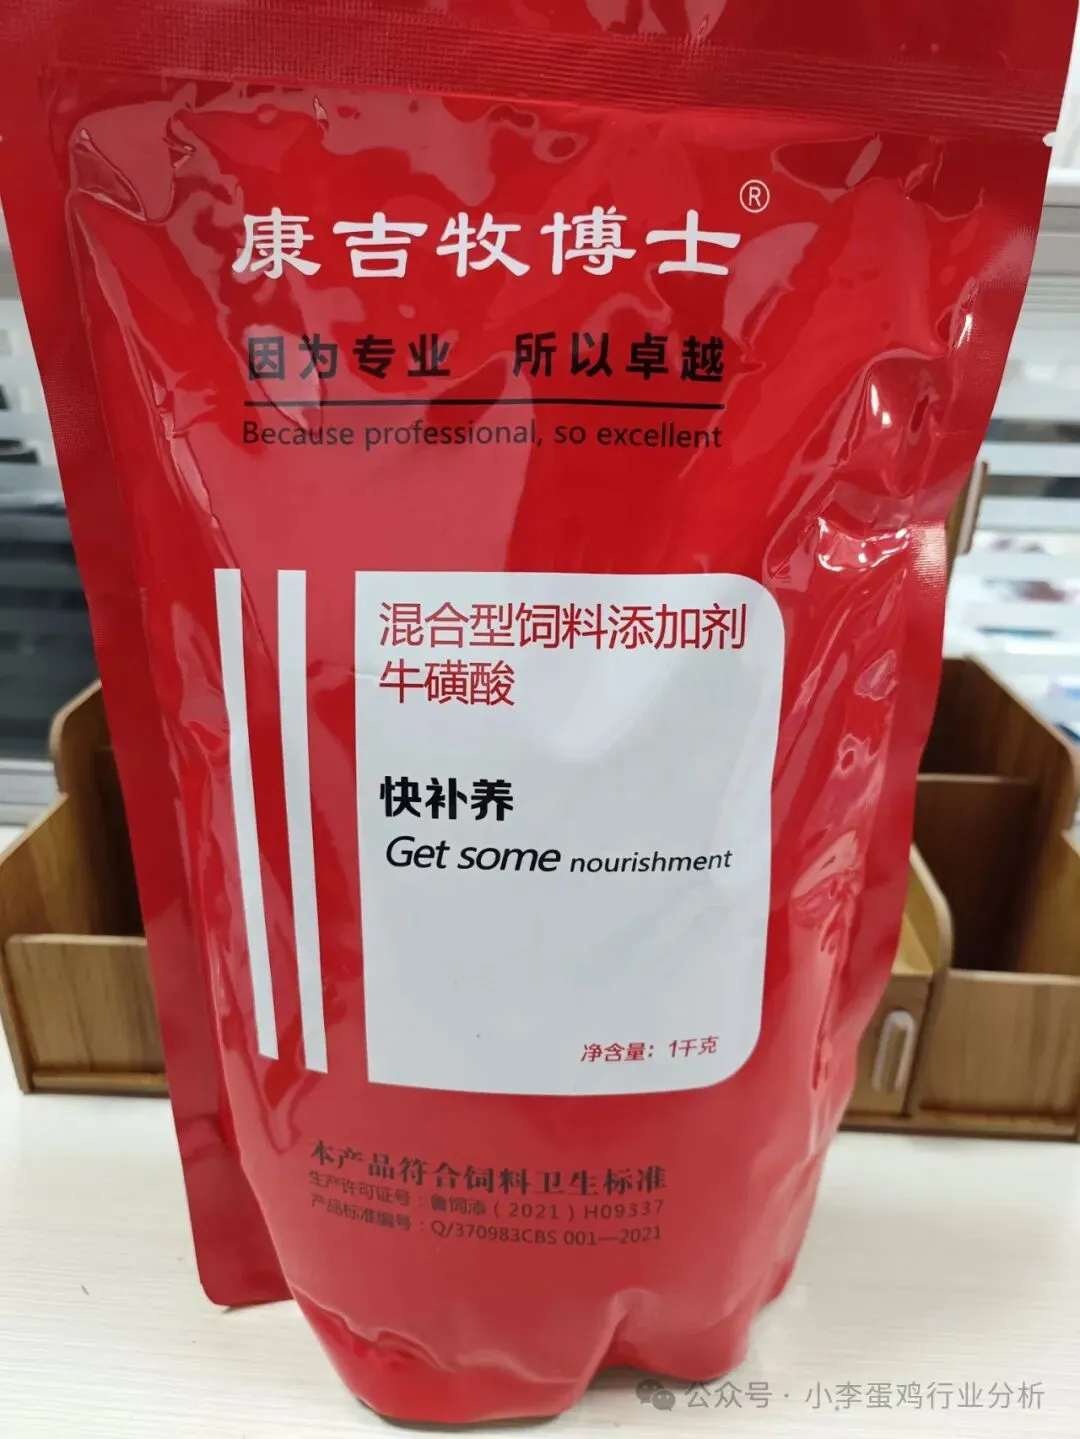 康吉牧博士®
因为专业 所以卓越
Because professional, so excellent
混合型饲料添加剂
牛磺酸
快补养
Get some nourishment
净含量：1千克
本产品符合饲料卫生标准
生产许可证号：鲁饲添（2021）H09337
产品标准编号：Q/370983CBS 001—2021
公众号·小李蛋鸡行业分析